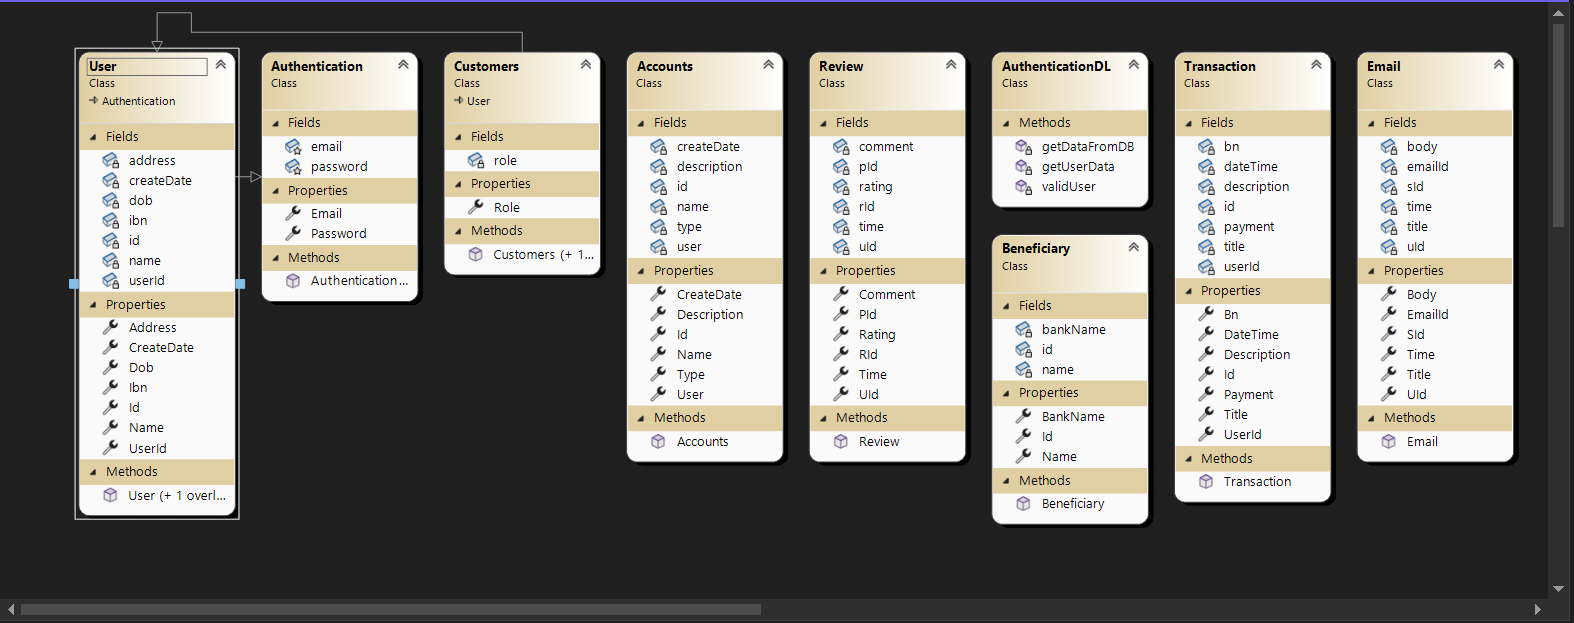 User
Class
Authentication
Fields
address
createDate
dob
ibn
id
name
userId
Properties
Address
CreateDate
Dob
Ibn
Id
Name
UserId
Methods
User (+ 1 overl...
Authentication
Class
Fields
email
password
Properties
Email
Password
Methods
Authentication...
Customers
Class
User
Fields
role
Properties
Role
Methods
Customers (+ 1...
Accounts
Class
Fields
createDate
description
id
name
type
user
Properties
CreateDate
Description
Id
Name
Type
User
Methods
Accounts
Review
Class
Fields
comment
pId
rating
rId
time
uId
Properties
Comment
PId
Rating
RId
Time
UId
Methods
Review
AuthenticationDL
Class
Methods
getDataFromDB
getUserData
validUser
Beneficiary
Class
Fields
bankName
id
name
Properties
BankName
Id
Name
Methods
Beneficiary
Transaction
Class
Fields
bn
dateTime
description
id
payment
title
userId
Properties
Bn
DateTime
Description
Id
Payment
Title
UserId
Methods
Transaction
Email
Class
Fields
body
emailId
sId
time
title
uId
Properties
Body
EmailId
SId
Time
Title
UId
Methods
Email